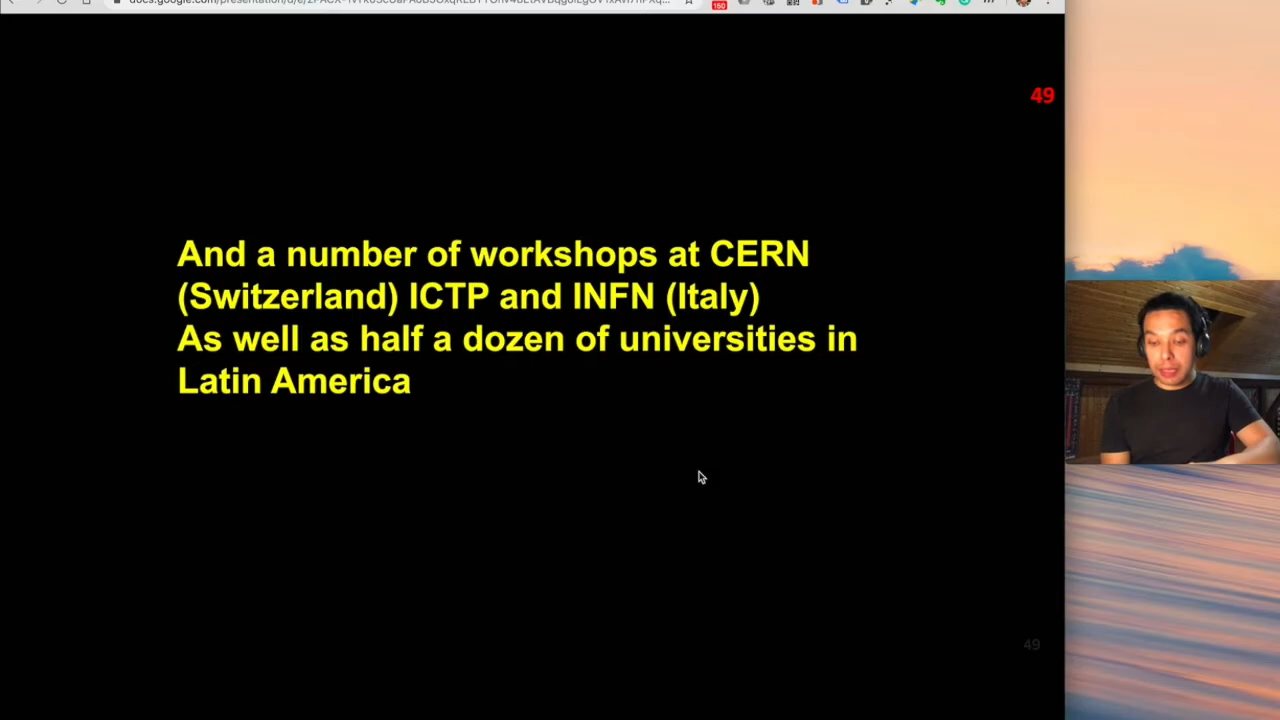 150
49
And a number of workshops at CERN
(Switzerland) ICTP and INFN (Italy)
As well as half a dozen of universities in
Latin America
49